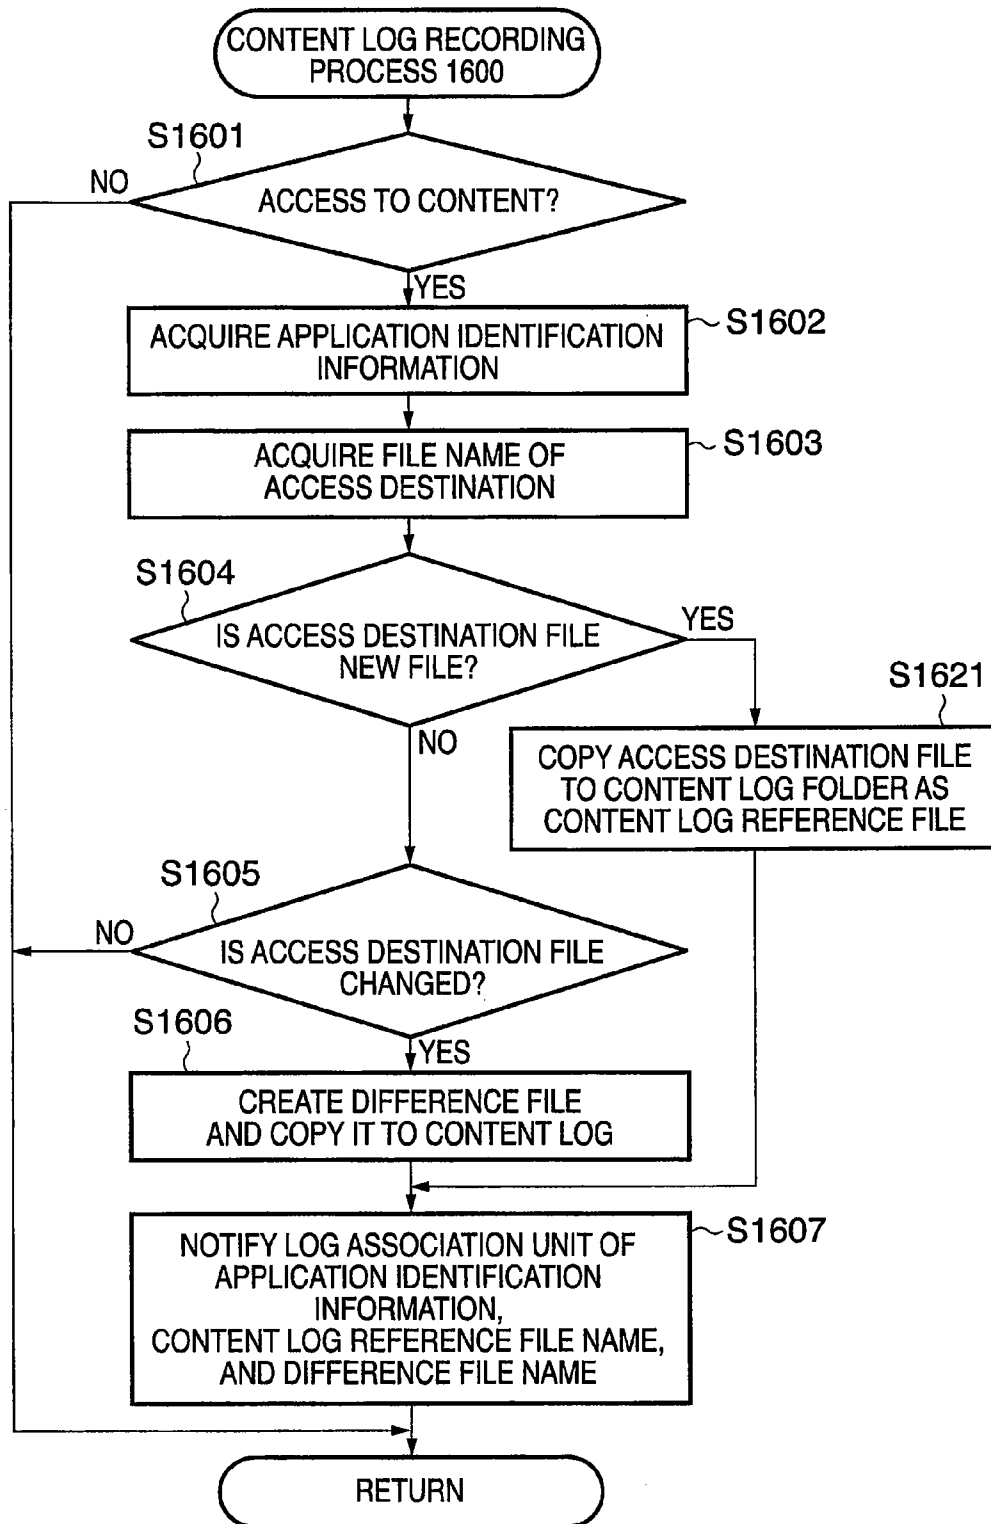 CONTENT LOG RECORDING
PROCESS 1600
S1601
NO
ACCESS TO CONTENT?
YES
S1602
ACQUIRE APPLICATION IDENTIFICATION
INFORMATION
S1603
ACQUIRE FILE NAME OF
ACCESS DESTINATION
S1604
YES
IS ACCESS DESTINATION FILE
NEW FILE?
S1621
NO
COPY ACCESS DESTINATION FILE
TO CONTENT LOG FOLDER AS
CONTENT LOG REFERENCE FILE
S1605
NO
IS ACCESS DESTINATION FILE
CHANGED?
S1606
YES
CREATE DIFFERENCE FILE
AND COPY IT TO CONTENT LOG
S1607
NOTIFY LOG ASSOCIATION UNIT OF
APPLICATION IDENTIFICATION
INFORMATION,
CONTENT LOG REFERENCE FILE NAME,
AND DIFFERENCE FILE NAME
RETURN